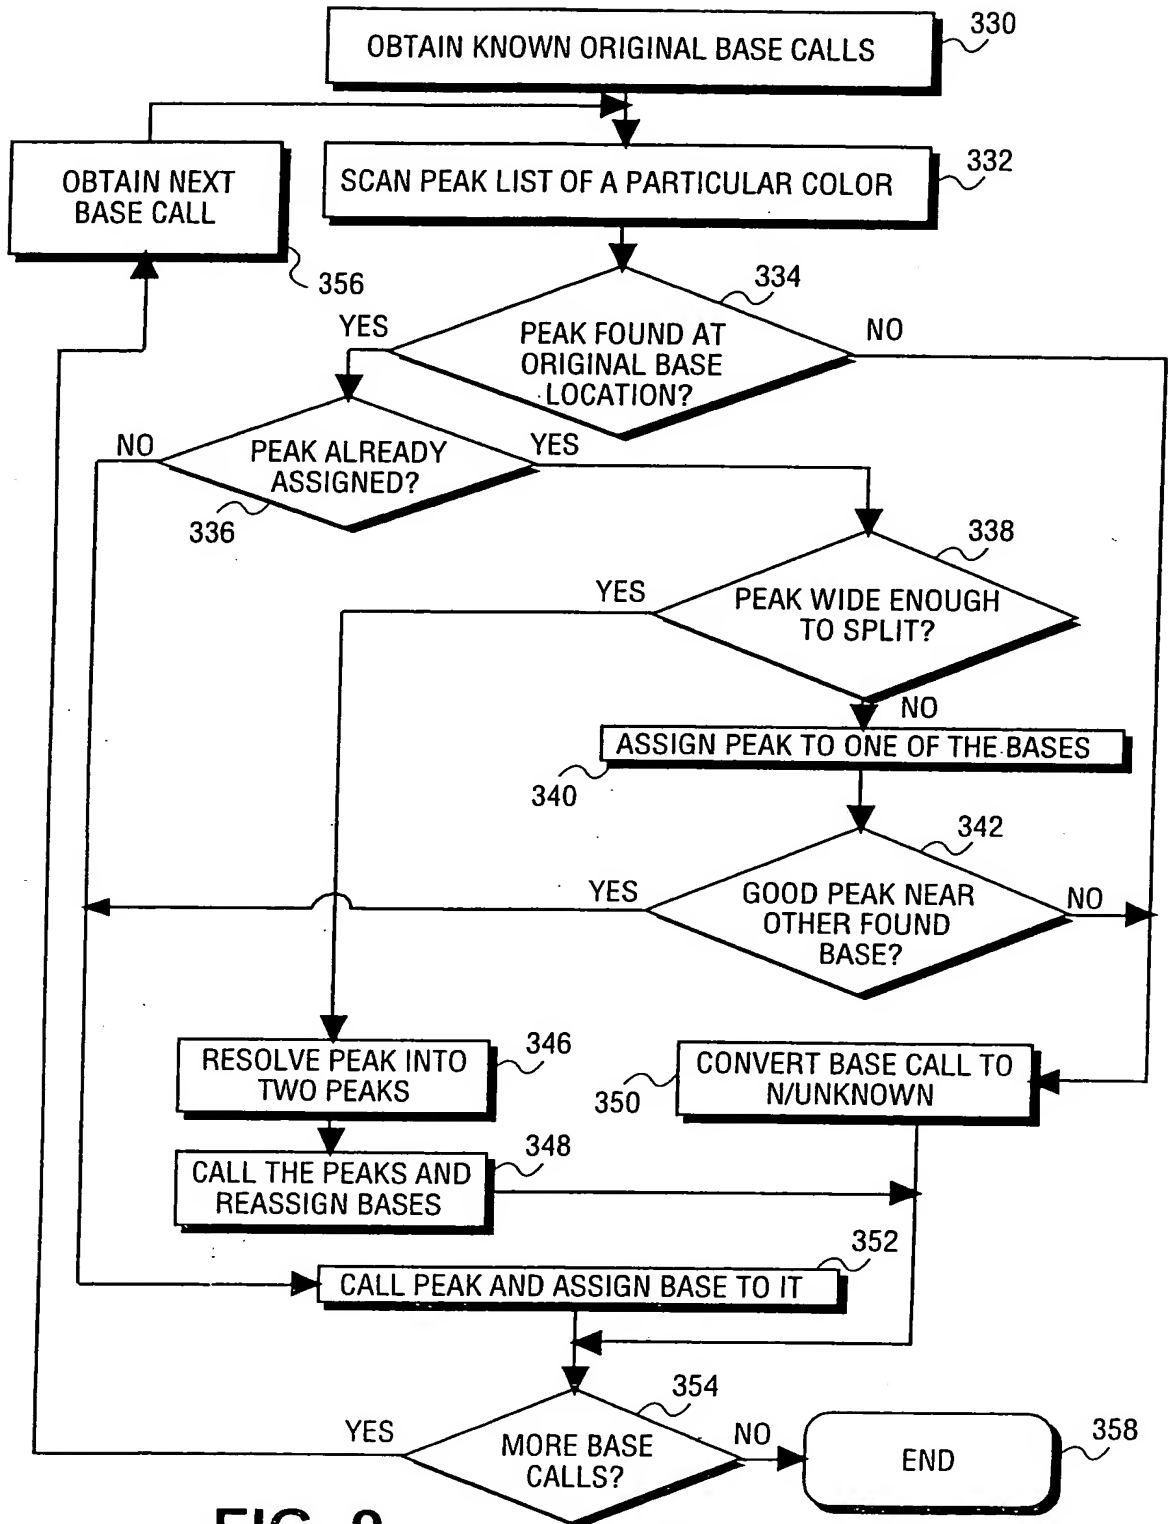 OBTAIN KNOWN ORIGINAL BASE CALLS
330
OBTAIN NEXT
BASE CALL
356
SCAN PEAK LIST OF A PARTICULAR COLOR
332
334
YES
PEAK FOUND AT
ORIGINAL BASE
LOCATION?
NO
NO
PEAK ALREADY
ASSIGNED?
YES
336
338
YES
PEAK WIDE ENOUGH
TO SPLIT?
NO
ASSIGN PEAK TO ONE OF THE BASES
340
342
YES
GOOD PEAK NEAR
OTHER FOUND
BASE?
NO
RESOLVE PEAK INTO
TWO PEAKS
346
CONVERT BASE CALL TO
N/UNKNOWN
350
CALL THE PEAKS AND
REASSIGN BASES
348
352
CALL PEAK AND ASSIGN BASE TO IT
354
YES
MORE BASE
CALLS?
NO
END
358
FIG.